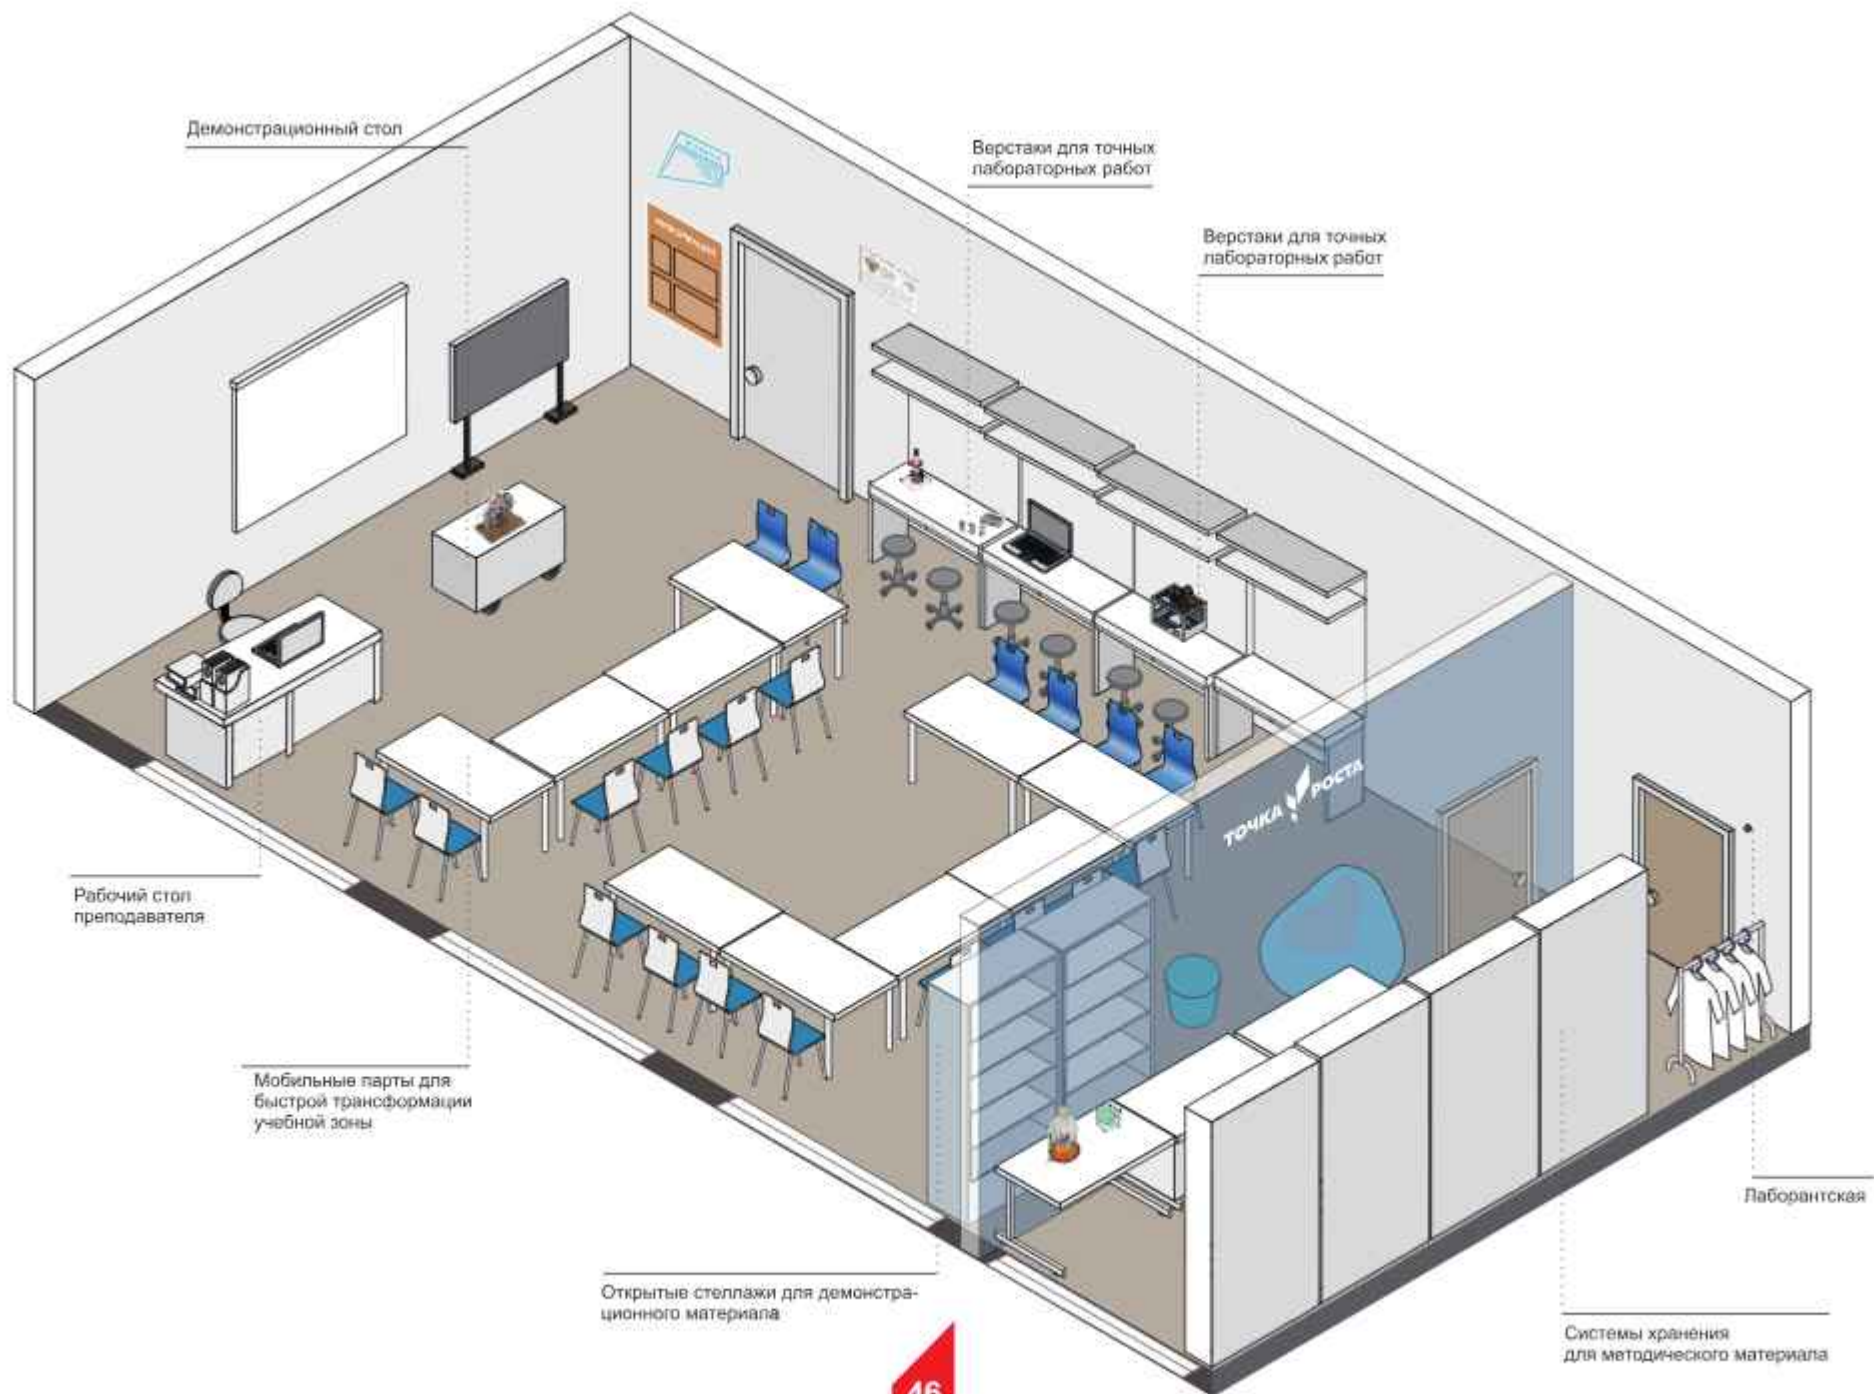 Демонстрационный стол
Верстаки для точных
лабораторных работ
Верстаки для точных
лабораторных работ
ТОЧКА РОСТА
Рабочий стол
преподавателя
Мобильные парты для
быстрой трансформации
учебной зоны
Лаборантская
Открытые стеллажи для демонстра-
ционного материала
Системы хранения
для методического материала
46